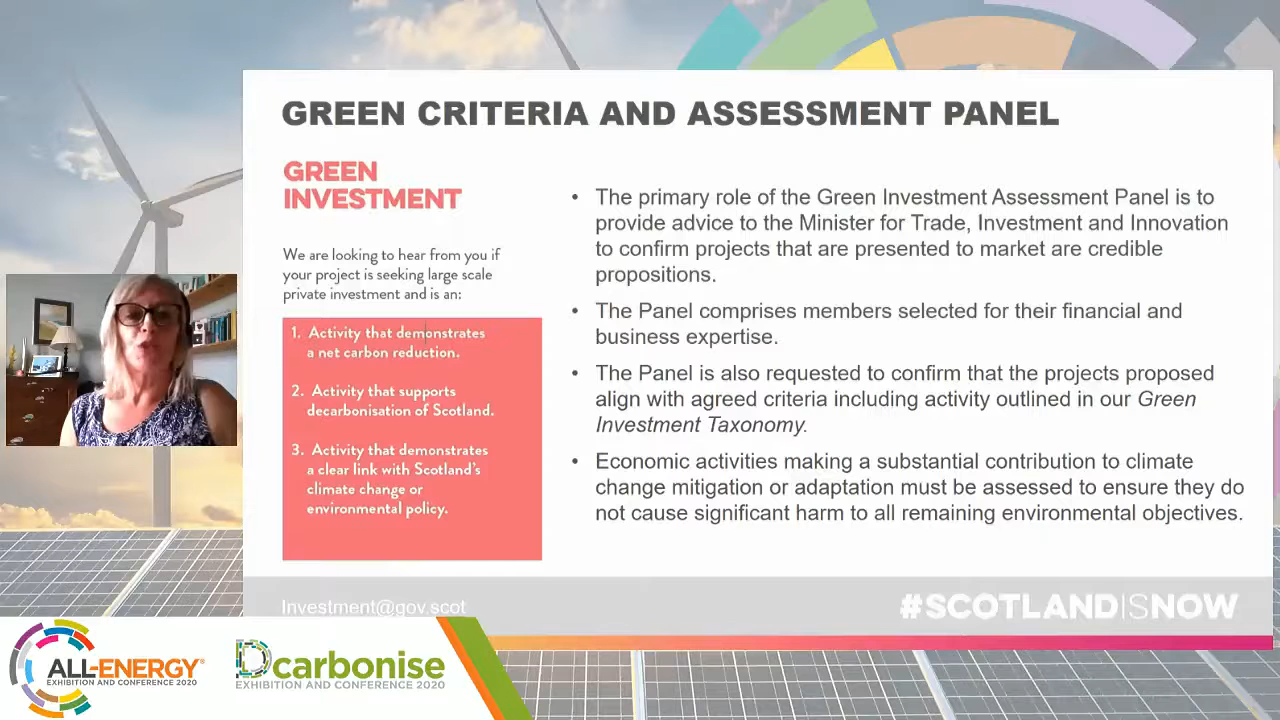 GREEN CRITERIA AND ASSESSMENT PANEL
GREEN
INVESTMENT
We are looking to hear from you if
your project is seeking large scale
private investment and is an:
1. Activity that demonstrates
a net carbon reduction.
2. Activity that supports
decarbonisation of Scotland.
3. Activity that demonstrates
a clear link with Scotland's
climate change or
environmental policy.
• The primary role of the Green Investment Assessment Panel is to
provide advice to the Minister for Trade, Investment and Innovation
to confirm projects that are presented to market are credible
propositions.
• The Panel comprises members selected for their financial and
business expertise.
• The Panel is also requested to confirm that the projects proposed
align with agreed criteria including activity outlined in our Green
Investment Taxonomy.
• Economic activities making a substantial contribution to climate
change mitigation or adaptation must be assessed to ensure they do
not cause significant harm to all remaining environmental objectives.
Investment@gov.scot
#SCOTLANDISNOW
ALL-ENERGY®
EXHIBITION AND CONFERENCE 2020
Dcarbonise
EXHIBITION AND CONFERENCE 2020